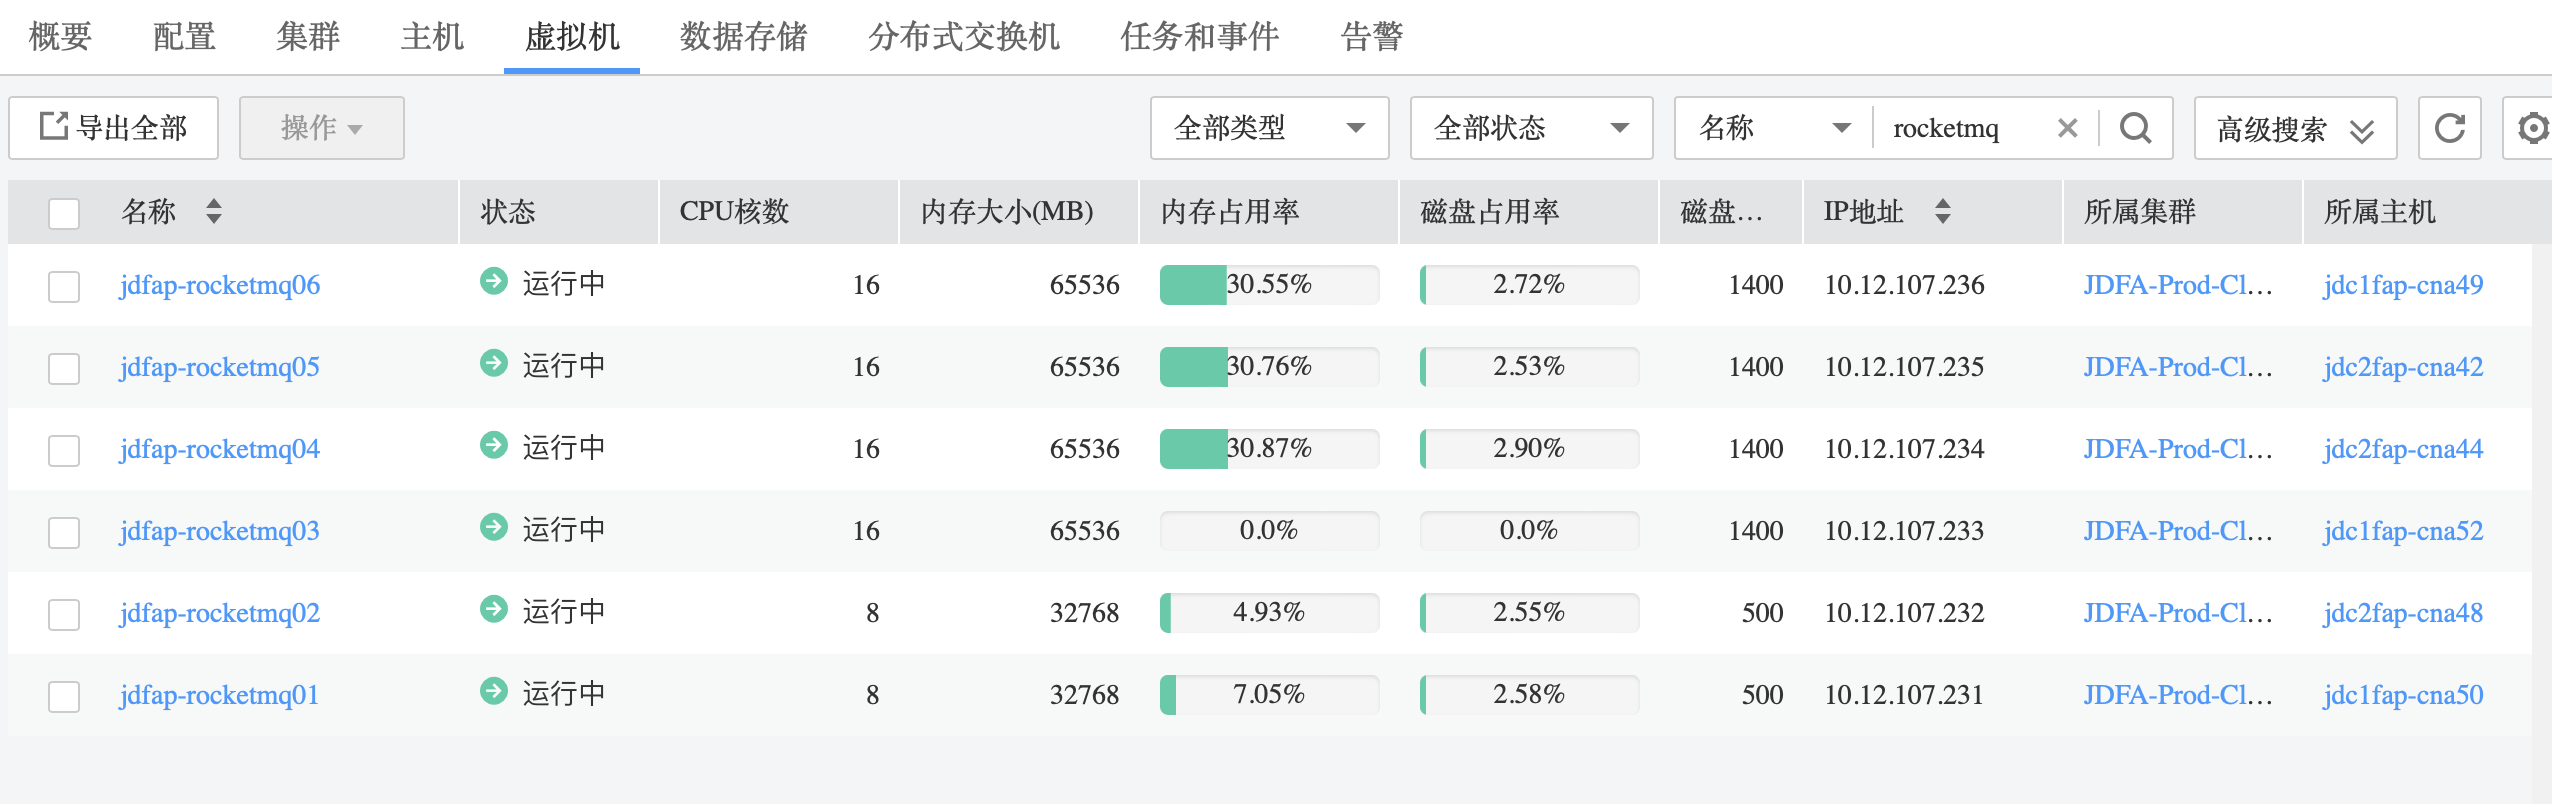 概要 配置 集群 主机 虚拟机 数据存储 分布式交换机 任务和事件 告警
导出全部 操作 全部类型 全部状态 名称 rocketmq 高级搜索
名称 状态 CPU核数 内存大小(MB) 内存占用率 磁盘占用率 磁盘... IP地址 所属集群 所属主机
jdfap-rocketmq06 运行中 16 65536 30.55% 2.72% 1400 10.12.107.236 JDFA-Prod-Cl... jdc1fap-cna49
jdfap-rocketmq05 运行中 16 65536 30.76% 2.53% 1400 10.12.107.235 JDFA-Prod-Cl... jdc2fap-cna42
jdfap-rocketmq04 运行中 16 65536 30.87% 2.90% 1400 10.12.107.234 JDFA-Prod-Cl... jdc2fap-cna44
jdfap-rocketmq03 运行中 16 65536 0.0% 0.0% 1400 10.12.107.233 JDFA-Prod-Cl... jdc1fap-cna52
jdfap-rocketmq02 运行中 8 32768 4.93% 2.55% 500 10.12.107.232 JDFA-Prod-Cl... jdc2fap-cna48
jdfap-rocketmq01 运行中 8 32768 7.05% 2.58% 500 10.12.107.231 JDFA-Prod-Cl... jdc1fap-cna50